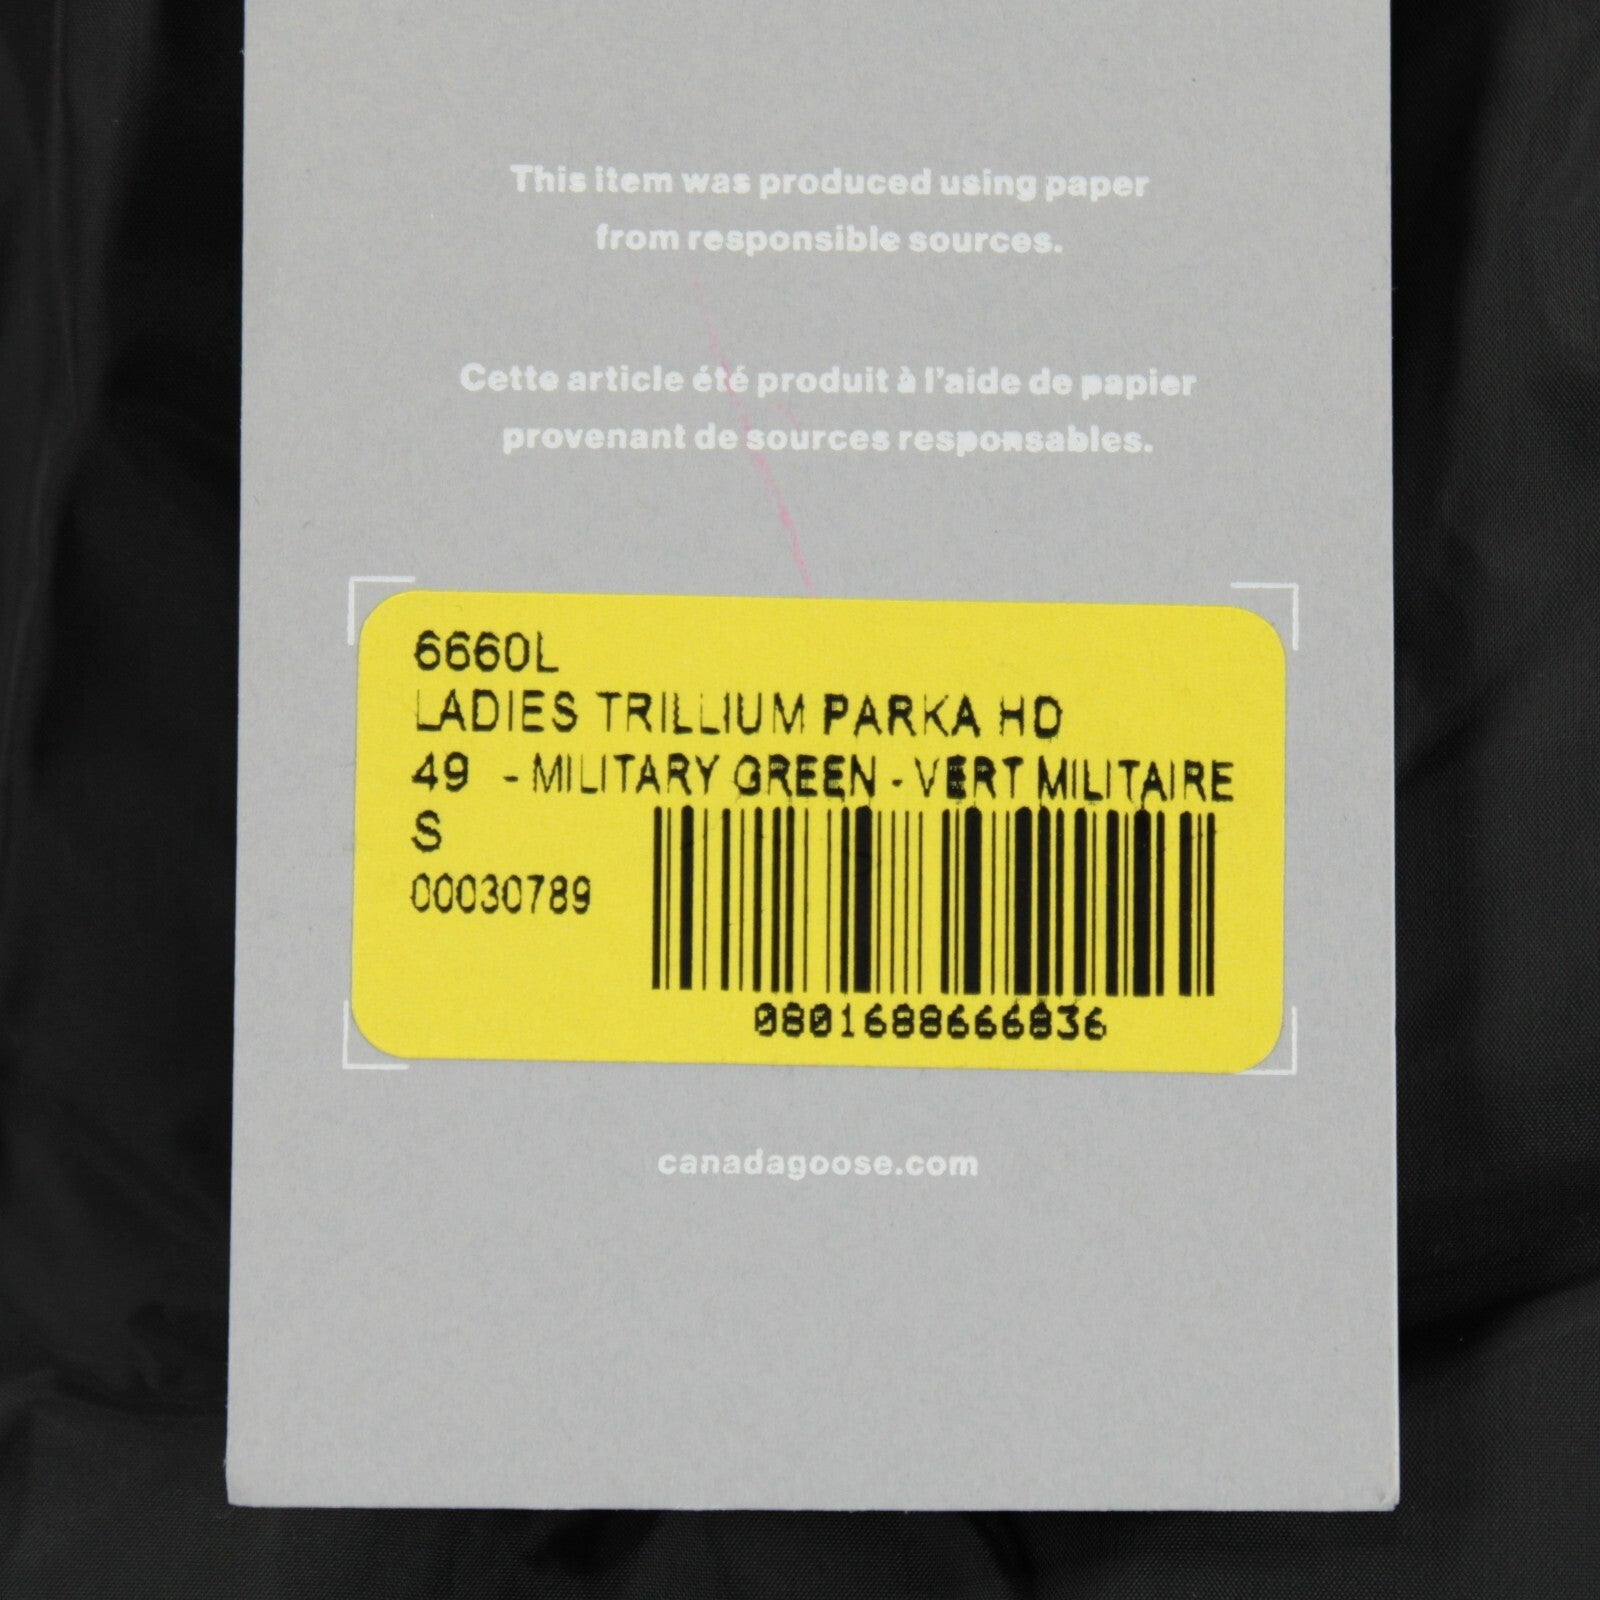 This item was produced using paper
from responsible sources.
Cette article été produit à l'aide de papier
provenant de sources responsables.
6660L
LADIES TRILLIUM PARKA HD
49 - MILITARY GREEN - VERT MILITAIRE
S
00030789
0801688666836
canadagoose.com